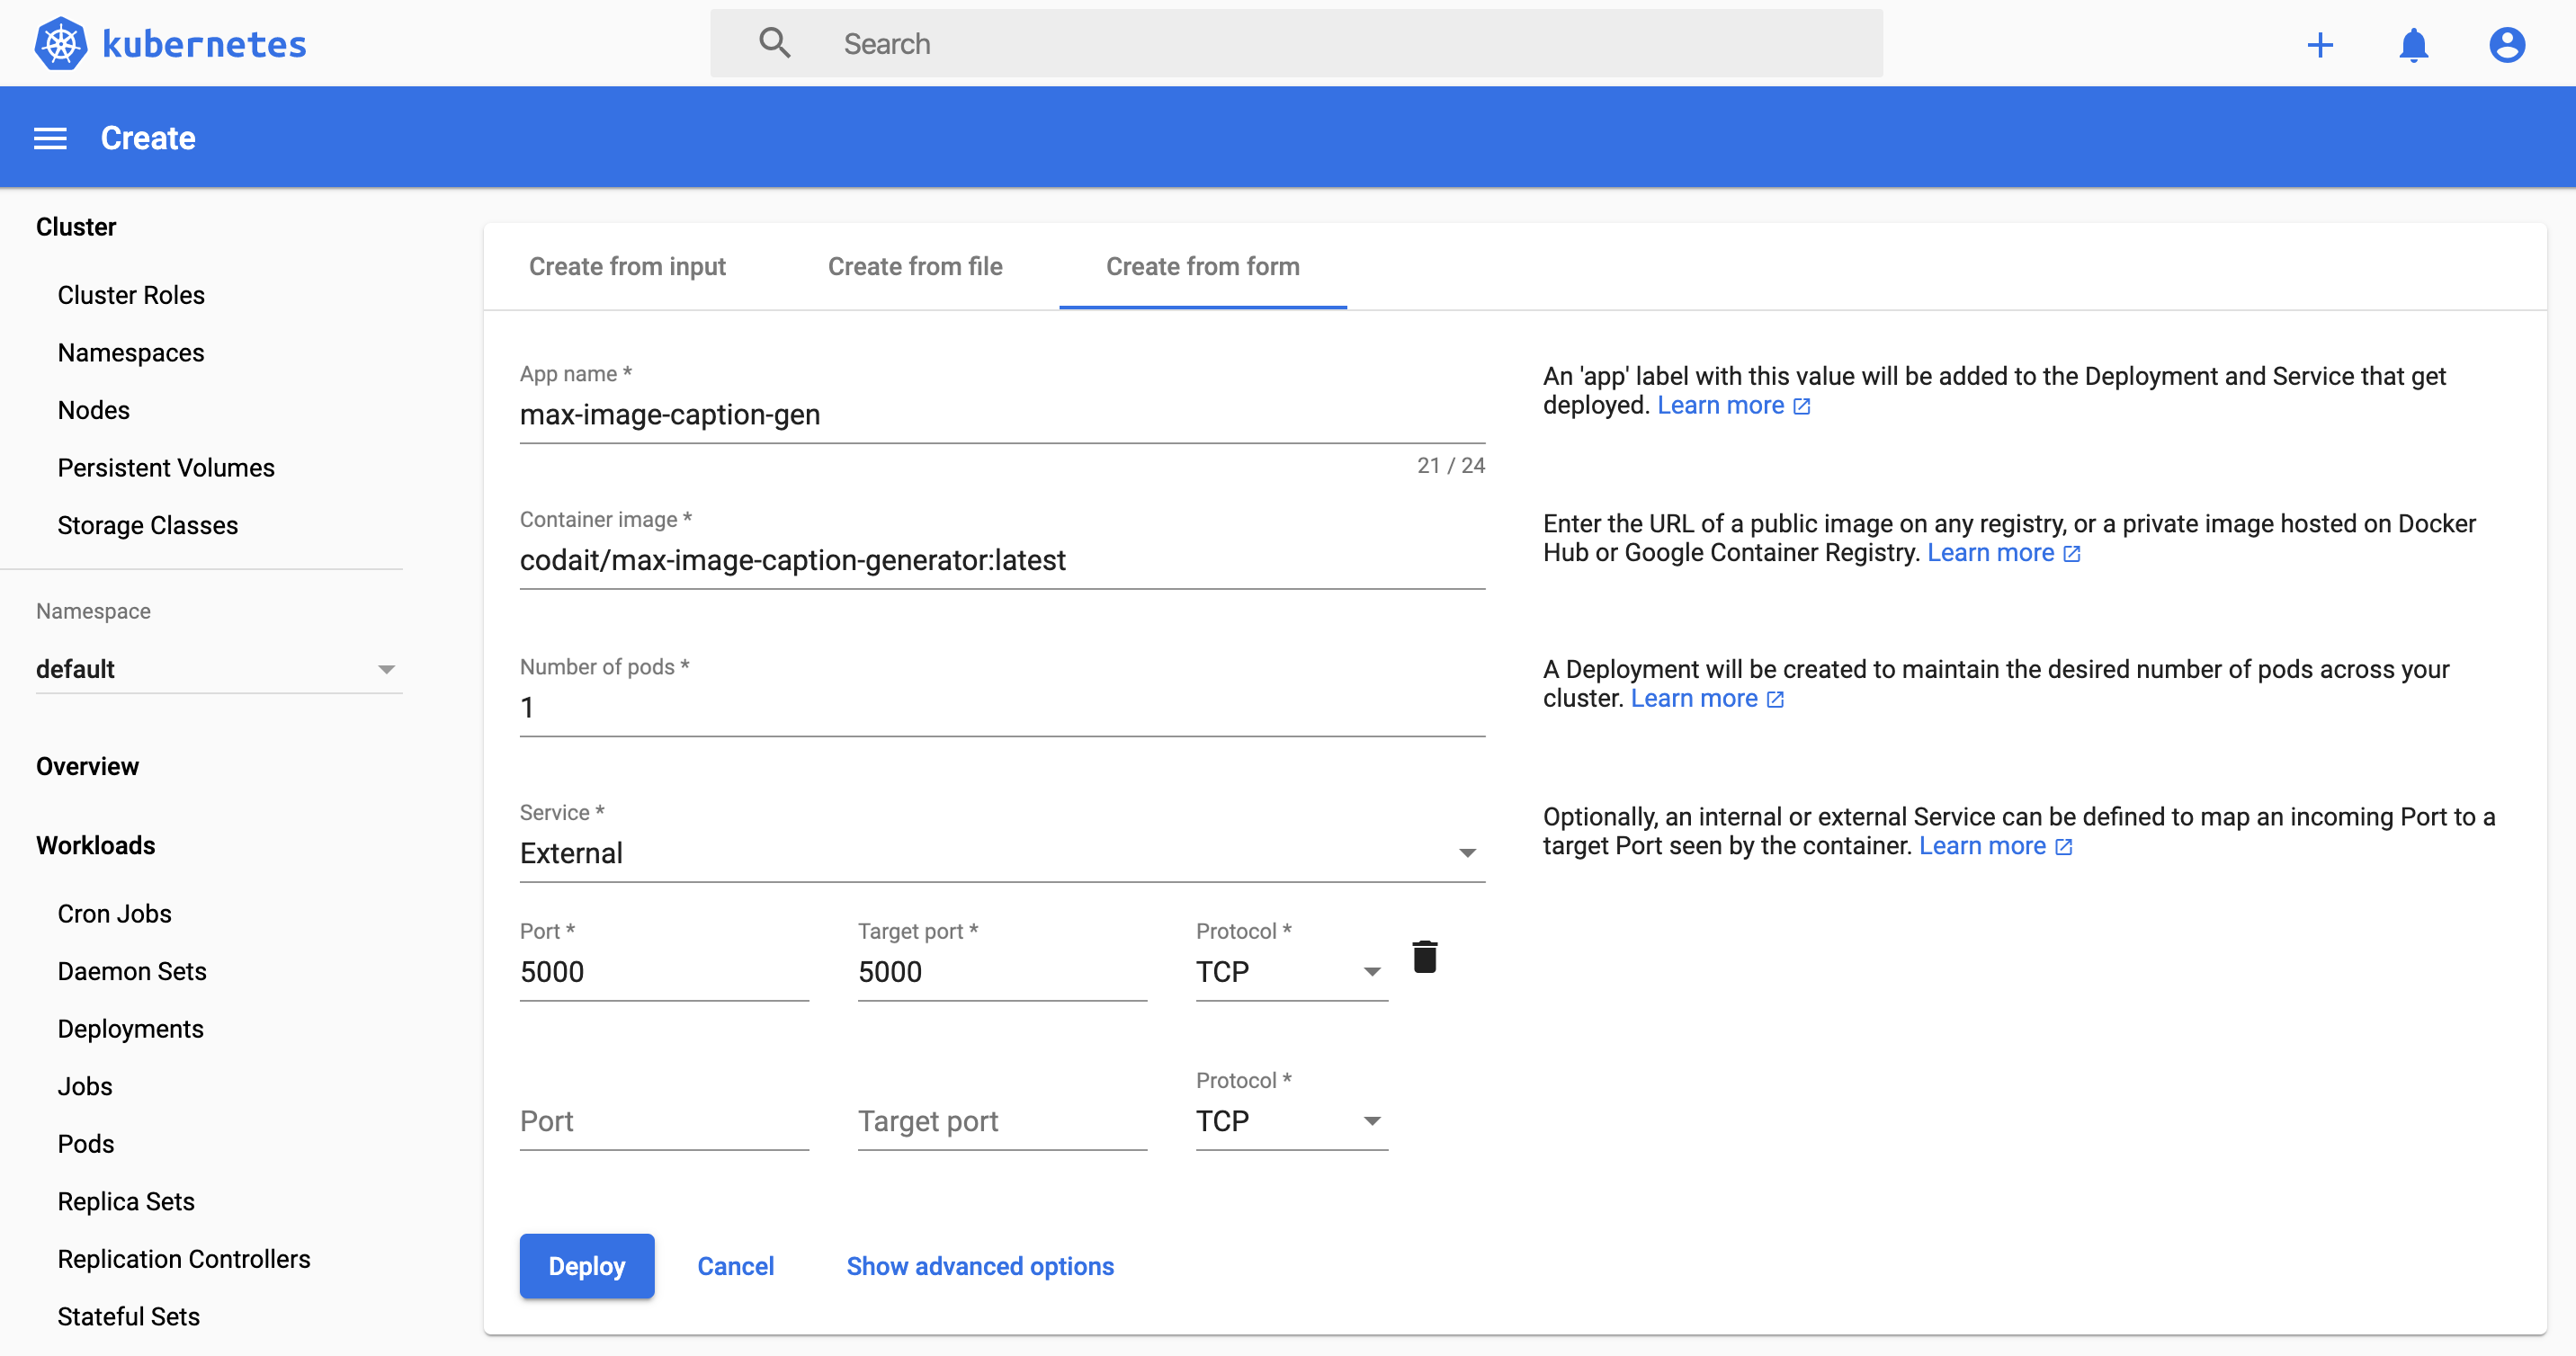 kubernetes
Search
Create
Cluster
Cluster Roles
Namespaces
Nodes
Persistent Volumes
Storage Classes
Namespace
default
Overview
Workloads
Cron Jobs
Daemon Sets
Deployments
Jobs
Pods
Replica Sets
Replication Controllers
Stateful Sets
Create from input
Create from file
Create from form
App name *
max-image-caption-gen
21 / 24
An 'app' label with this value will be added to the Deployment and Service that get
deployed. Learn more
Container image *
codait/max-image-caption-generator:latest
Enter the URL of a public image on any registry, or a private image hosted on Docker
Hub or Google Container Registry. Learn more
Number of pods *
1
A Deployment will be created to maintain the desired number of pods across your
cluster. Learn more
Service *
External
Optionally, an internal or external Service can be defined to map an incoming Port to a
target Port seen by the container. Learn more
Port *
5000
Target port *
5000
Protocol *
TCP
Port
Target port
Protocol *
TCP
Deploy
Cancel
Show advanced options